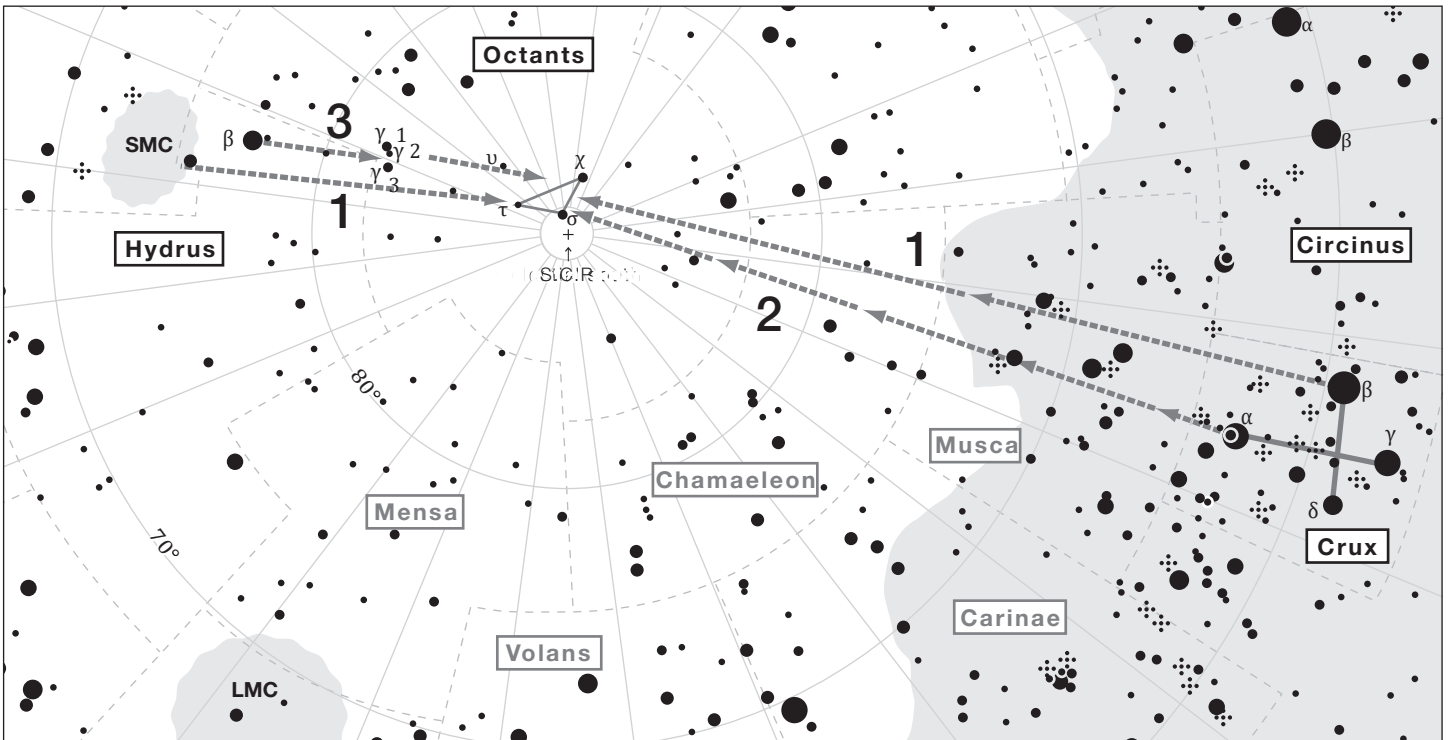 Octants
α
3
SMC
β
γ 1
γ 2
γ 3
υ
χ
β
1
τ
σ
Hydrus
1
Circinus
2
80°
β
α
Musca
γ
Chamaeleon
Mensa
δ
70°
Crux
Carinae
Volans
LMC